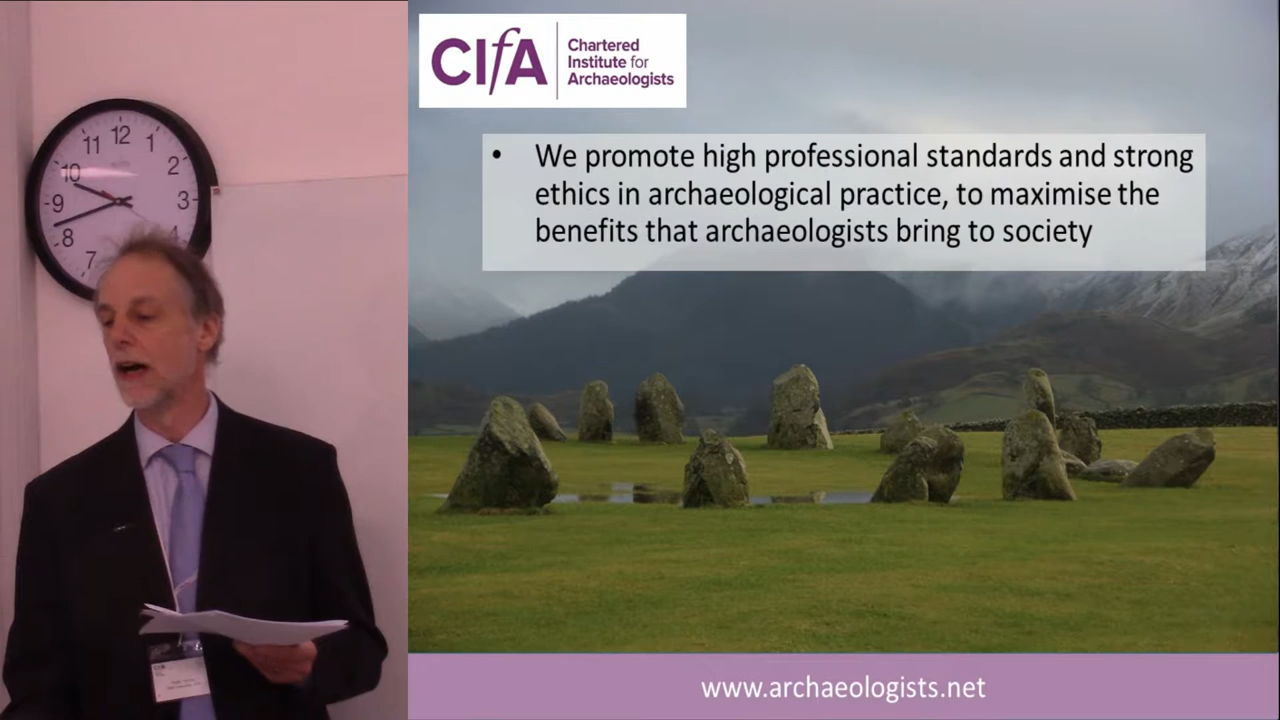 CIfA
Chartered
Institute for
Archaeologists
• We promote high professional standards and strong
ethics in archaeological practice, to maximise the
benefits that archaeologists bring to society
www.archaeologists.net
12
1
2
3
4
7
8
9
10
11
CIfA